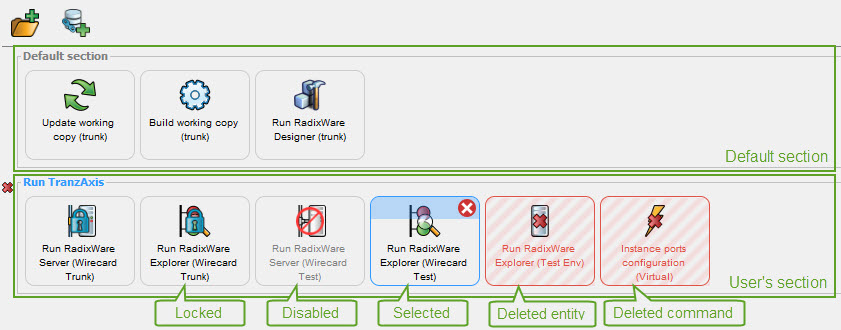 Default section
Update working
copy (trunk)
Build working copy
(trunk)
Run RadixWare
Designer (trunk)
Default section
Run TranzAxis
Run RadixWare
Server (Wirecard
Trunk)
Run RadixWare
Explorer (Wirecard
Trunk)
Run RadixWare
Server (Wirecard
Test)
Run RadixWare
Explorer (Wirecard
Test)
Run RadixWare
Explorer (Test Env)
Instance ports
configuration
(Virtual)
User's section
Locked
Disabled
Selected
Deleted entity
Deleted command